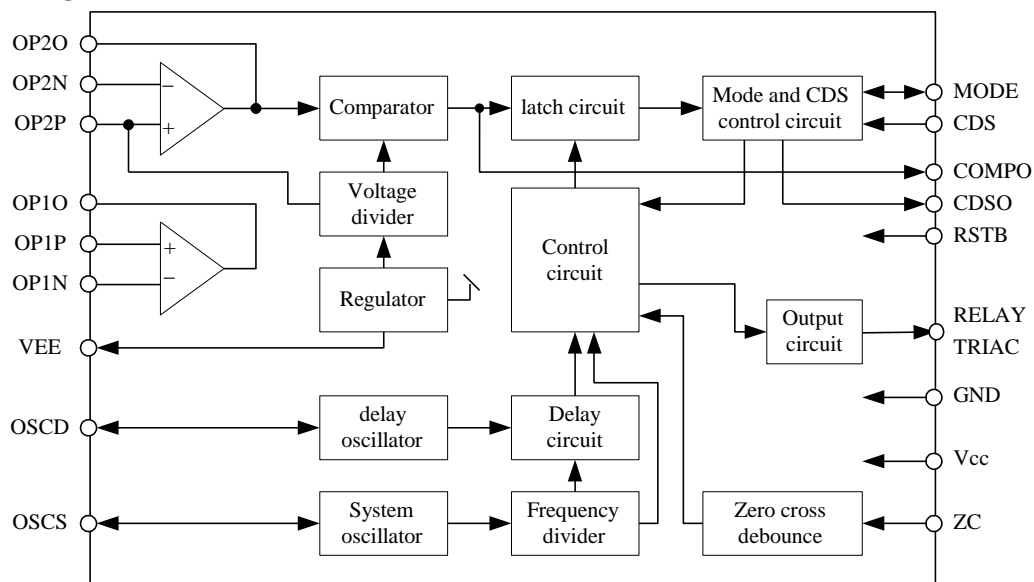 OP2O
OP2N
OP2P
OP1O
OP1P
OP1N
VEE
OSCD
OSCS
−
+
+
−
Comparator
Voltage
divider
Regulator
delay
oscillator
System
oscillator
latch circuit
Control
circuit
Delay
circuit
Frequency
divider
Mode and CDS
control circuit
Output
circuit
Zero cross
debounce
MODE
CDS
COMPO
CDSO
RSTB
RELAY
TRIAC
GND
Vcc
ZC